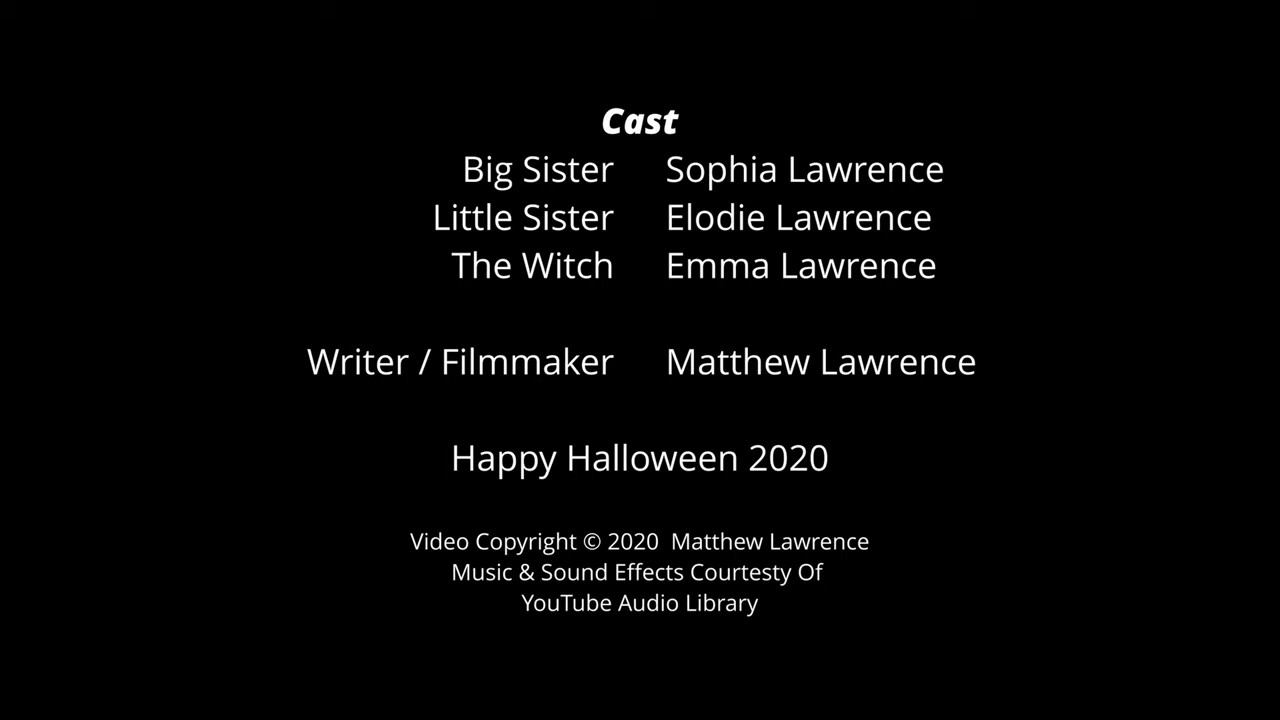 Cast
Big Sister Sophia Lawrence
Little Sister Elodie Lawrence
The Witch Emma Lawrence
Writer / Filmmaker Matthew Lawrence
Happy Halloween 2020
Video Copyright © 2020 Matthew Lawrence
Music & Sound Effects Courtesty Of
YouTube Audio Library